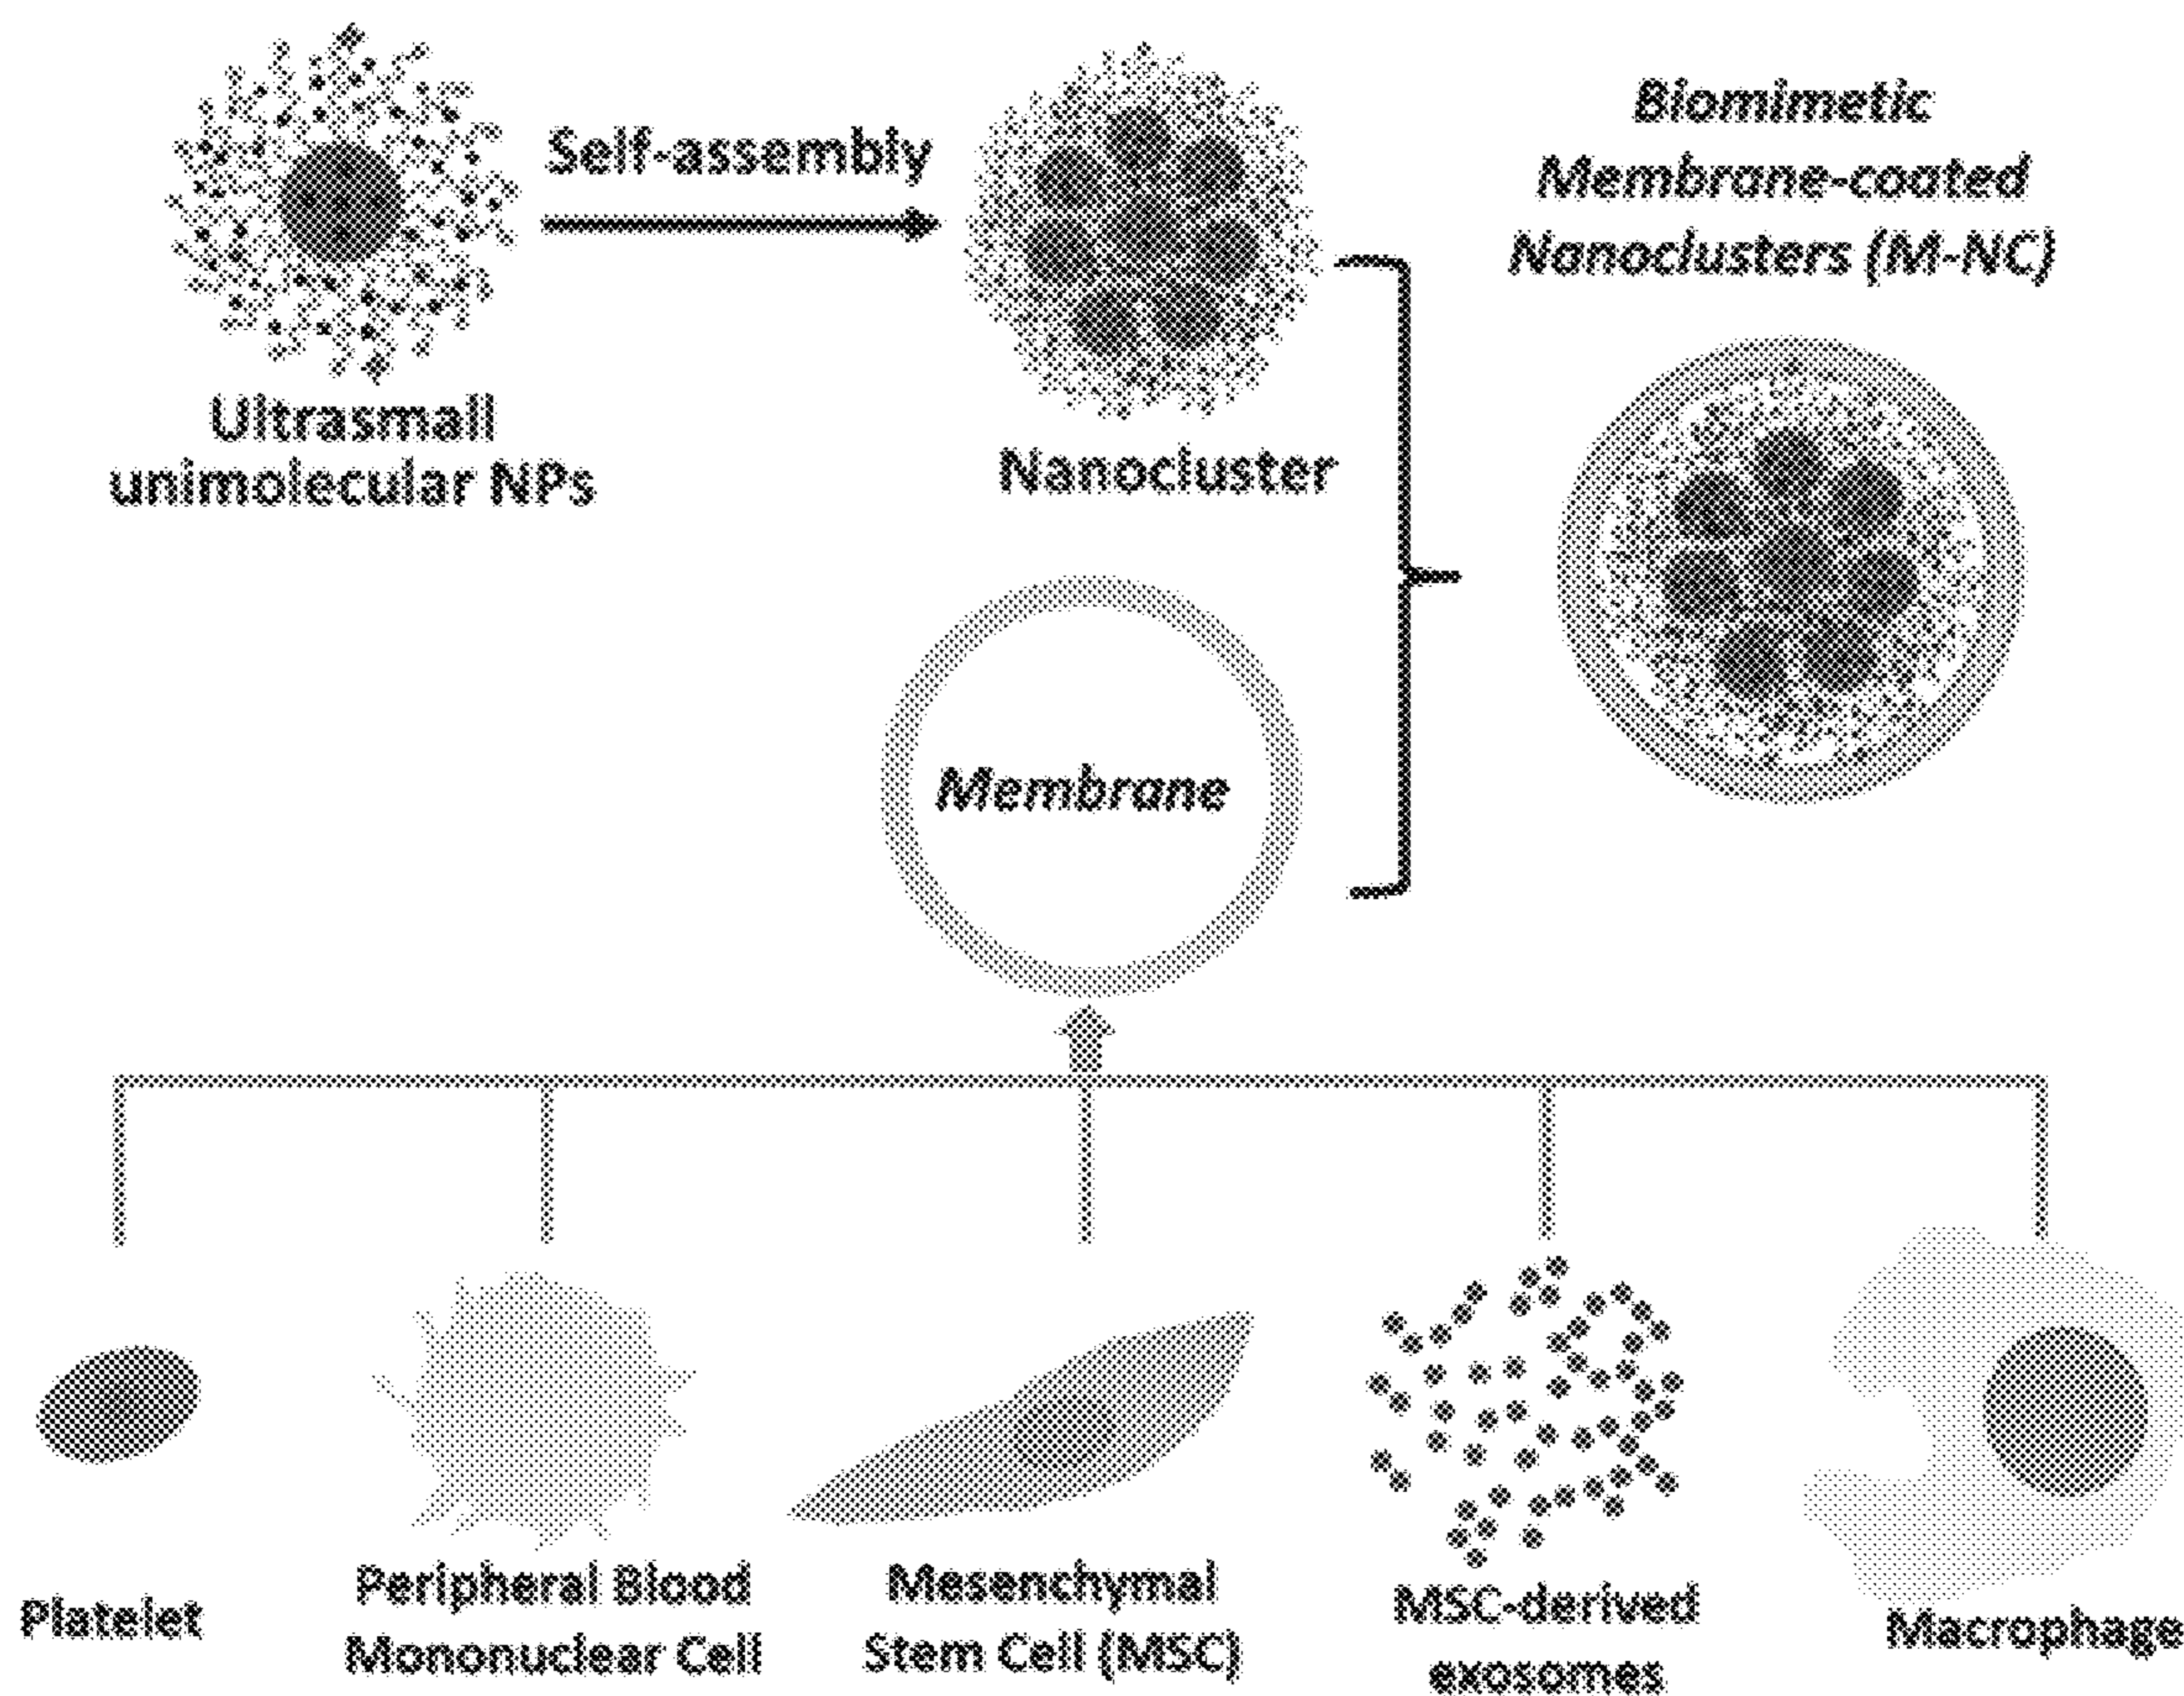 Self-assembly
Ultrasmall
unimolecular NPs
Nanocluster
Biomimetic
Membrane-coated
Nanoclusters (M-NC)
Membrane
Platelet
Peripheral Blood
Mononuclear Cell
Mesenchymal
Stem Cell (MSC)
MSC-derived
exosomes
Macrophage